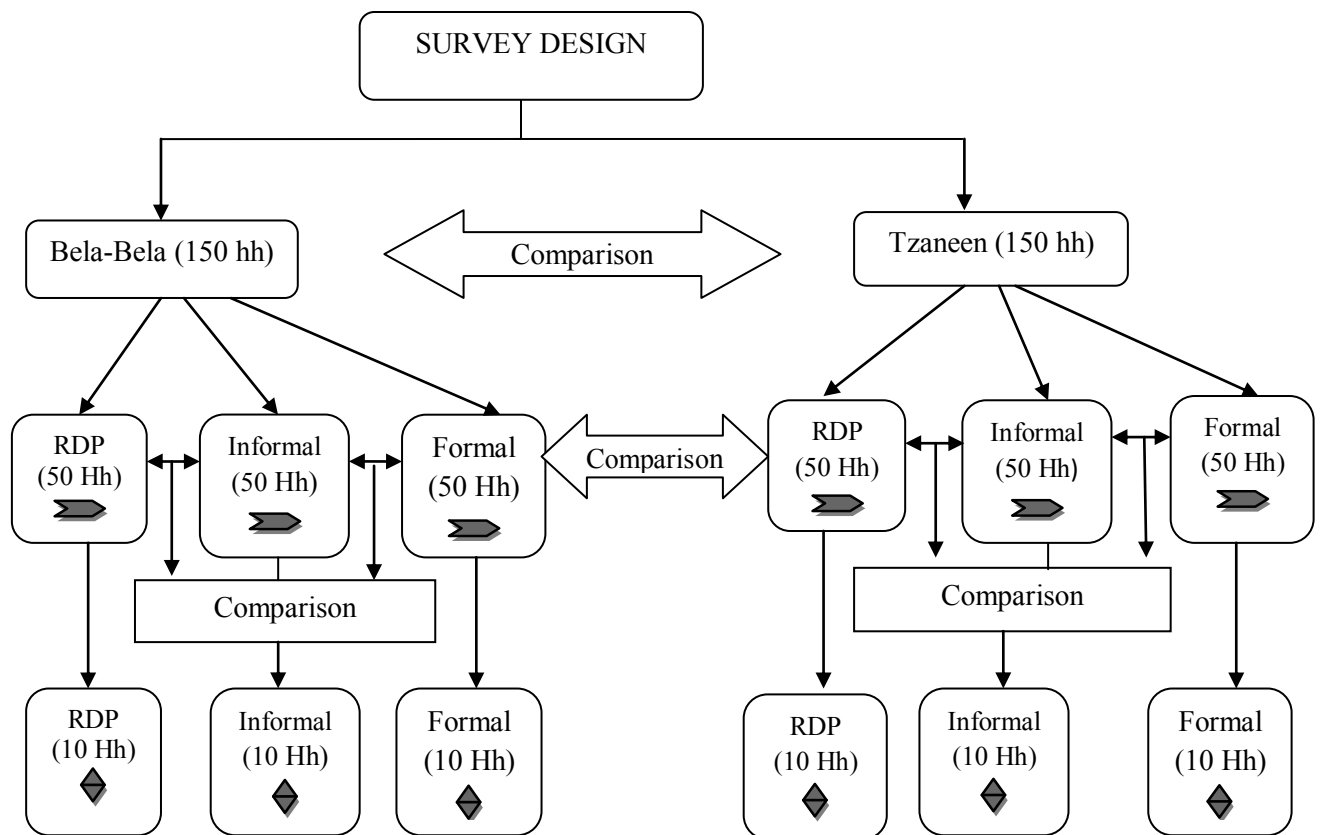 SURVEY DESIGN
Bela-Bela (150 hh)
Comparison
Tzaneen (150 hh)
RDP
(50 Hh)
Informal
(50 Hh)
Formal
(50 Hh)
Comparison
RDP
(50 Hh)
Informal
(50 Hh)
Formal
(50 Hh)
Comparison
Comparison
RDP
(10 Hh)
Informal
(10 Hh)
Formal
(10 Hh)
RDP
(10 Hh)
Informal
(10 Hh)
Formal
(10 Hh)